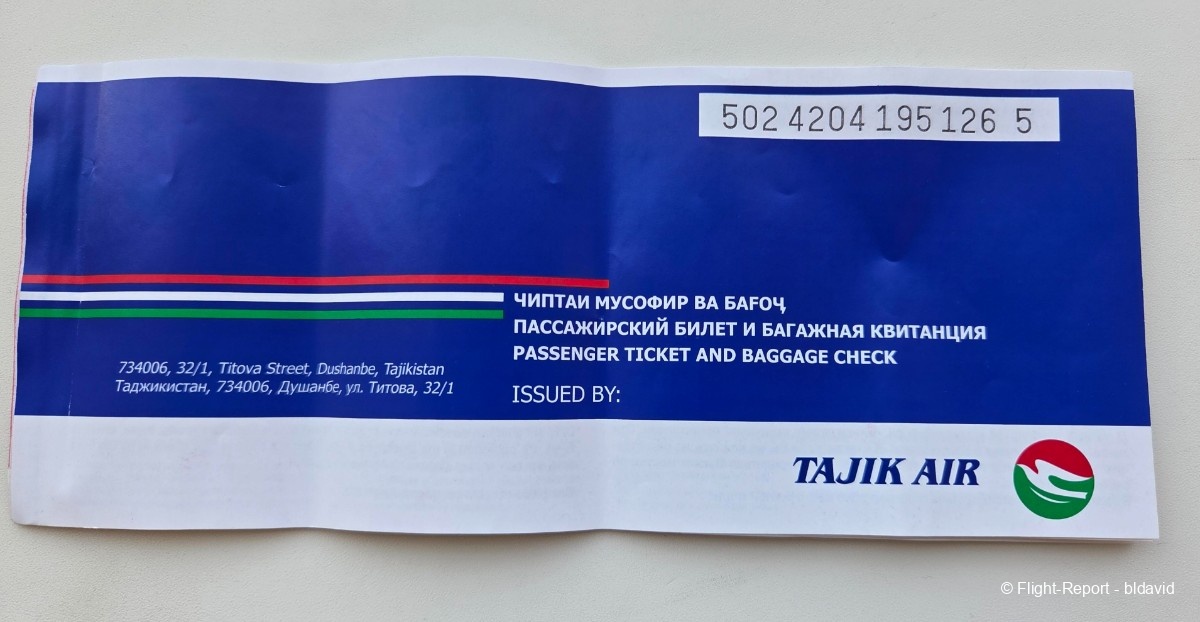 502 4204 195 126 5
ЧИПТАИ МУСОФИР ВА БАҒОҶ
ПАССАЖИРСКИЙ БИЛЕТ И БАГАЖНАЯ КВИТАНЦИЯ
PASSENGER TICKET AND BAGGAGE CHECK
734006, 32/1, Titova Street, Dushanbe, Tajikistan
Таджикистан, 734006, Душанбе, ул. Титова, 32/1
ISSUED BY:
TAJIK AIR
© Flight-Report - bldavid